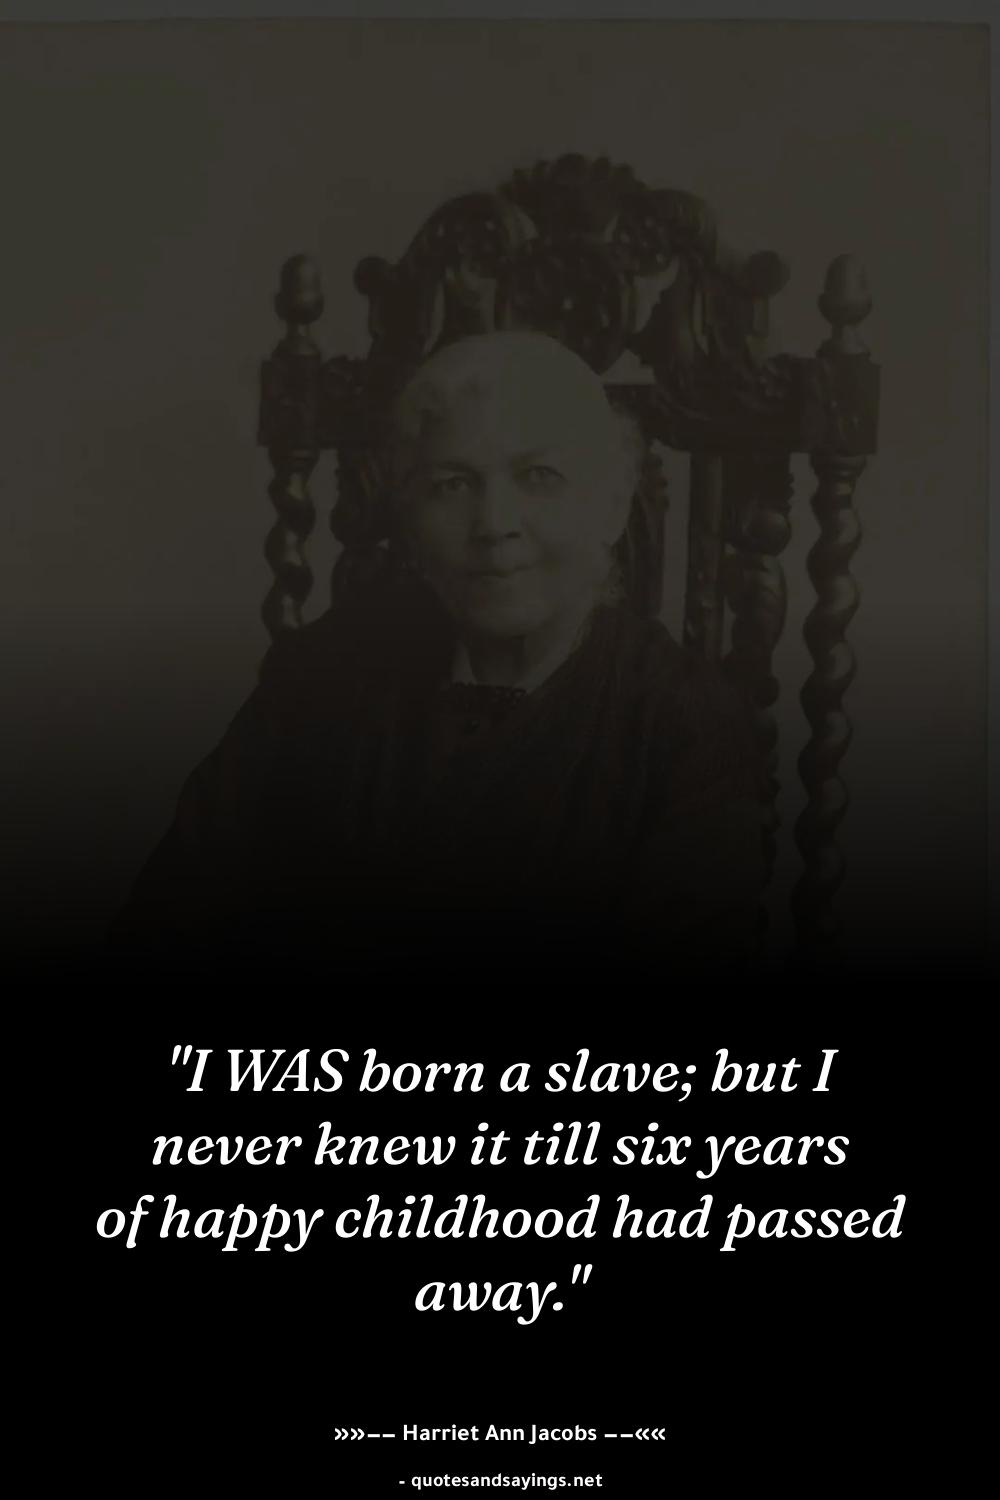 "I WAS born a slave; but I
never knew it till six years
of happy childhood had passed
away."
»»-- Harriet Ann Jacobs --««
- quotesandsayings.net